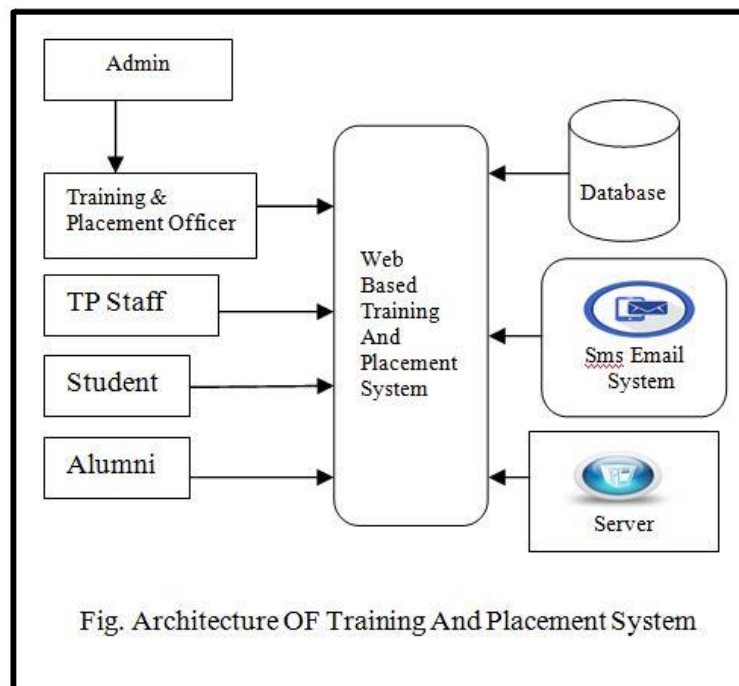 Admin
Training &
Placement Officer
TP Staff
Student
Alumni
Web
Based
Training
And
Placement
System
Database
Sms Email
System
Server
Fig. Architecture OF Training And Placement System